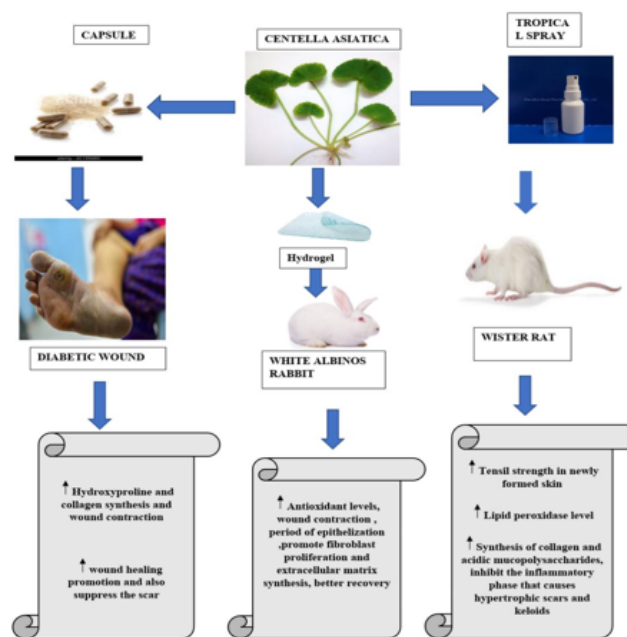 CAPSULE
CENTELLA ASIATICA
TROPICA
L SPRAY
Hydrogel
DIABETIC WOUND
WHITE ALBINOS
RABBIT
WISTER RAT
Hydroxyproline and
collagen synthesis and
wound contraction
wound healing
promotion and also
suppress the scar
Antioxidant levels,
wound contraction ,
period of epithelization
,promote fibroblast
proliferation and
extracellular matrix
synthesis, better
recovery
Tensil strength in newly
formed skin
Lipid peroxidase level
Synthesis of collagen and
acidic mucopolysaccharides,
inhibit the inflammatory
phase that causes
hypertrophic scars and
keloids